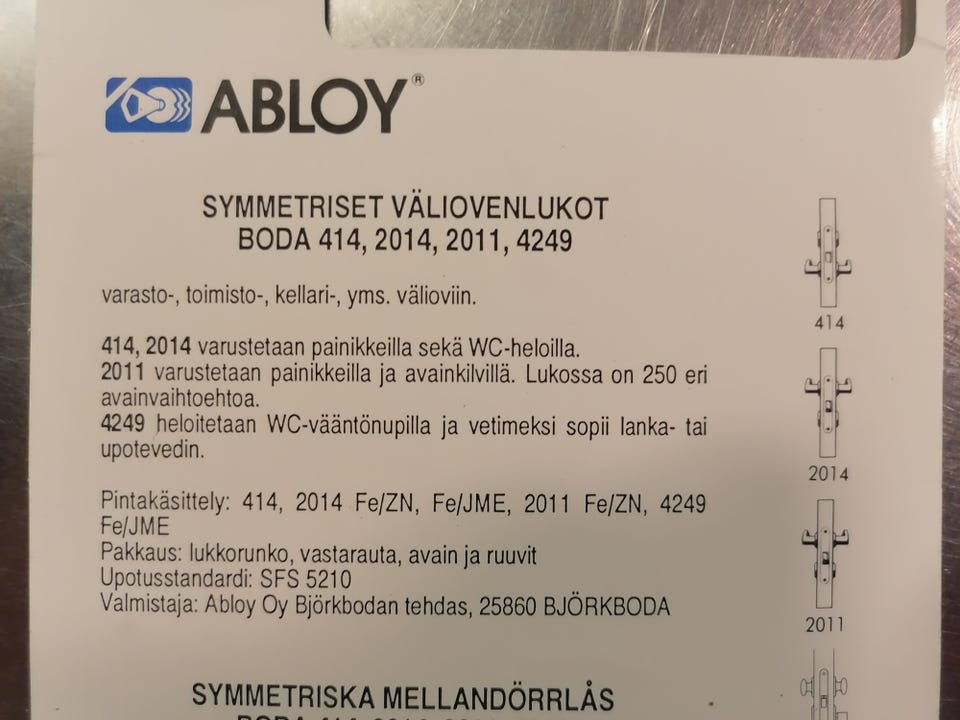 ABLOY®
SYMMETRISET VÄLIOVENLUKOT
BODA 414, 2014, 2011, 4249
varasto-, toimisto-, kellari-, yms. välioviin.
414, 2014 varustetaan painikkeilla sekä WC-heloilla.
2011 varustetaan painikkeilla ja avainkilvillä. Lukossa on 250 eri
avainvaihtoehtoa.
4249 heloitetaan WC-vääntönupilla ja vetimeksi sopii lanka- tai
upotevedin.
Pintakäsittely: 414, 2014 Fe/ZN, Fe/JME, 2011 Fe/ZN, 4249
Fe/JME
Pakkaus: lukkorunko, vastarauta, avain ja ruuvit
Upotusstandardi: SFS 5210
Valmistaja: Abloy Oy Björkbodan tehdas, 25860 BJÖRKBODA
414
2014
2011
SYMMETRISKA MELLANDÖRRLÅS
BODA 414,